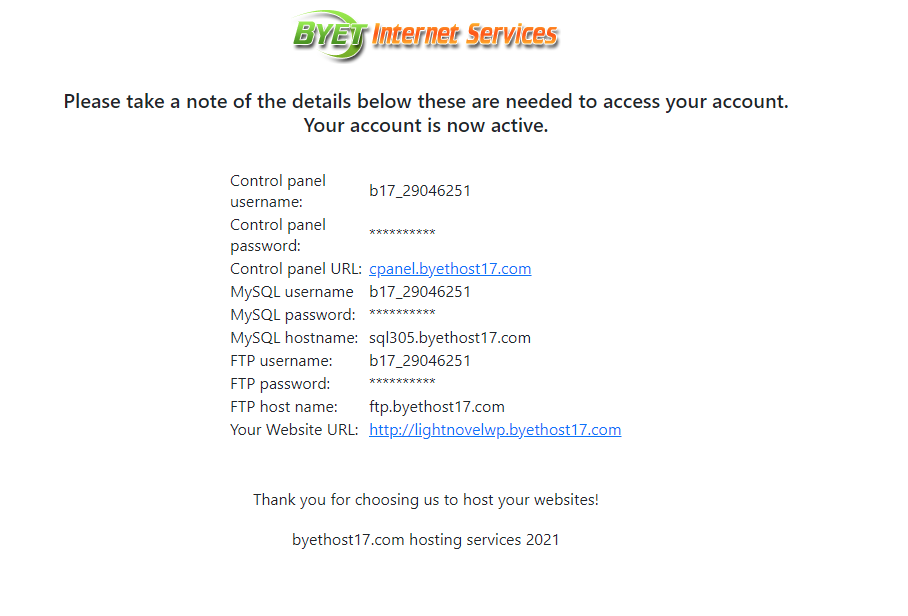 BYET Internet Services
Please take a note of the details below these are needed to access your account.
Your account is now active.
Control panel username: b17_29046251
Control panel password: **********
Control panel URL: cpanel.byethost17.com
MySQL username b17_29046251
MySQL password: **********
MySQL hostname: sql305.byethost17.com
FTP username: b17_29046251
FTP password: **********
FTP host name: ftp.byethost17.com
Your Website URL: http://lightnovelwp.byethost17.com
Thank you for choosing us to host your websites!
byethost17.com hosting services 2021